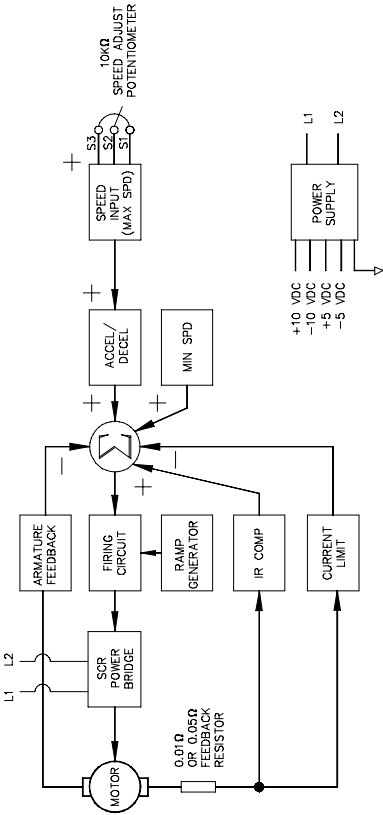 10KΩ
SPEED ADJUST
POTENTIOMETER
S3
S2
S1
+
SPEED
INPUT
(MAX SPD)
+
ACCEL/
DECEL
+
MIN SPD
+
Σ
−
−
+
ARMATURE
FEEDBACK
FIRING
CIRCUIT
RAMP
GENERATOR
IR COMP
CURRENT
LIMIT
L2
L1
SCR
POWER
BRIDGE
MOTOR
0.01Ω
OR 0.05Ω
FEEDBACK
RESISTOR
L1
L2
POWER
SUPPLY
+10 VDC
−10 VDC
+5 VDC
−5 VDC